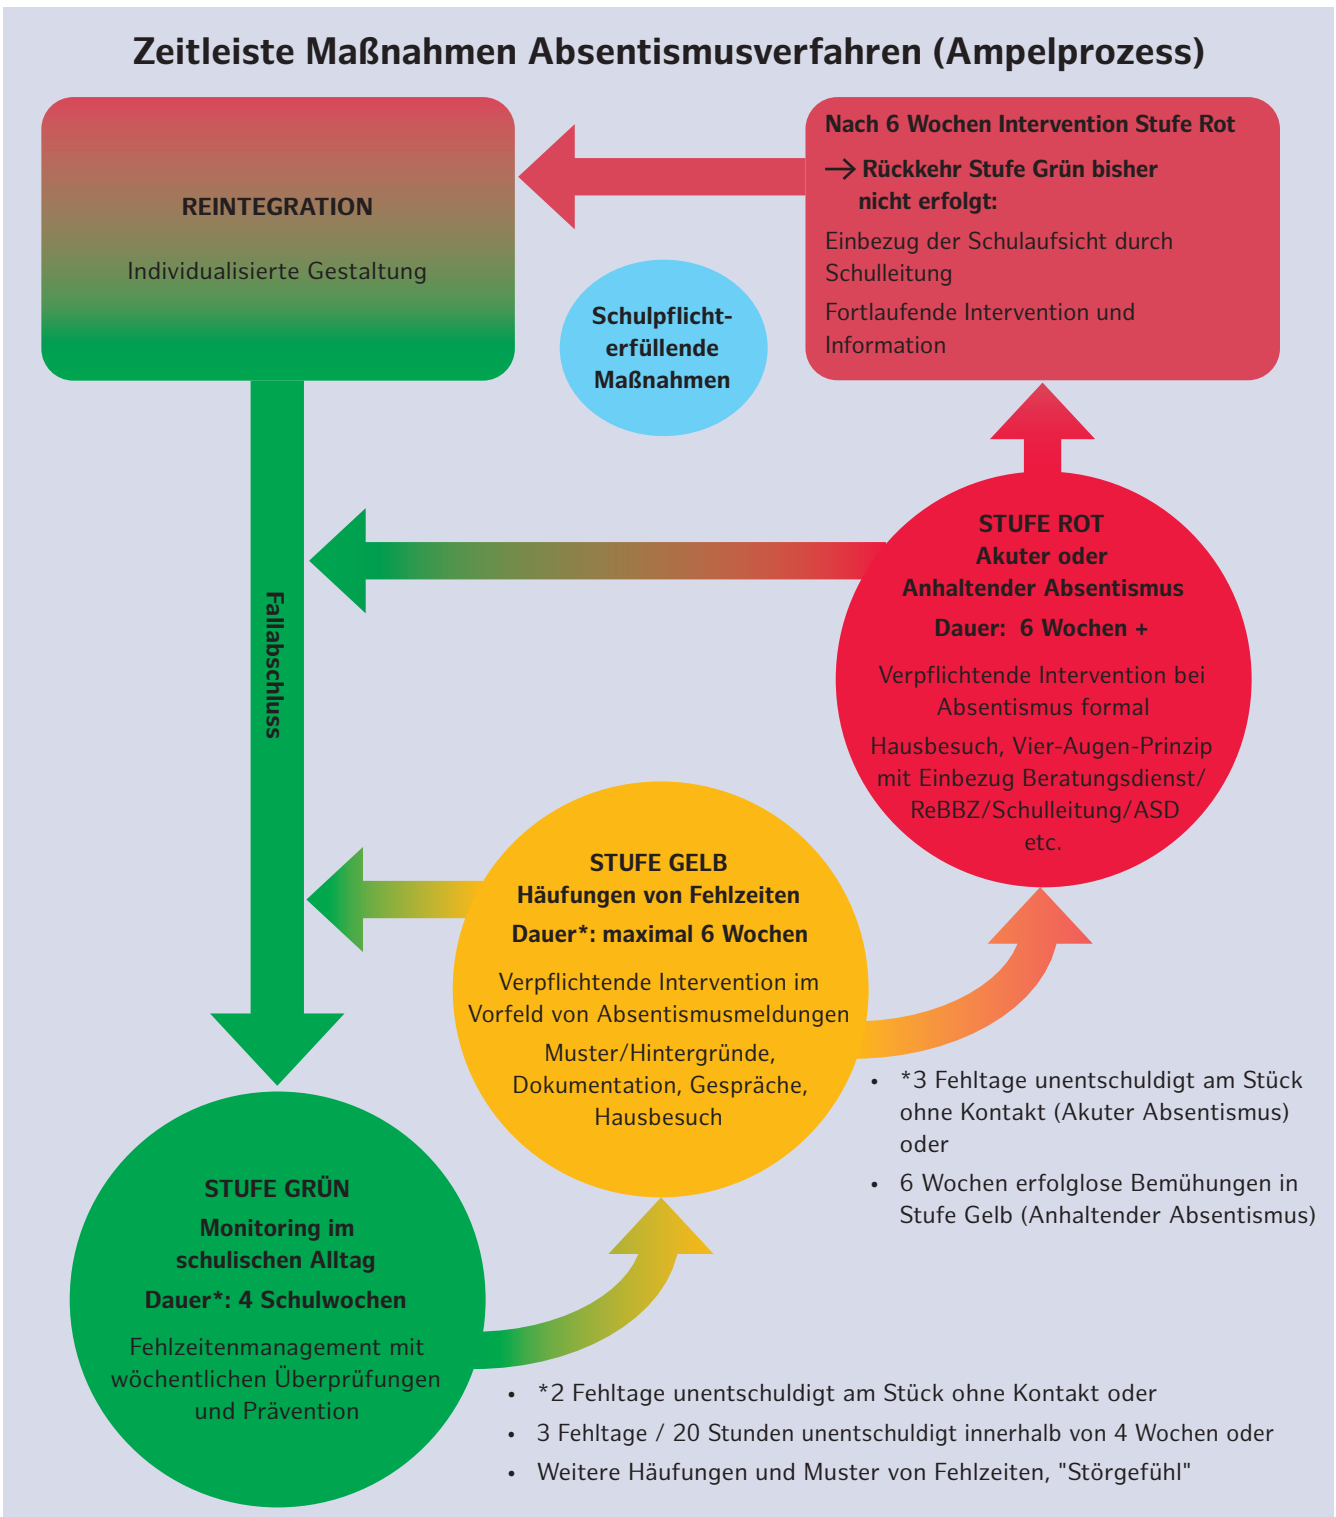 Zeitleiste Maßnahmen Absentismusverfahren (Ampelprozess)
REINTEGRATION
Individualisierte Gestaltung
Nach 6 Wochen Intervention Stufe Rot
→ Rückkehr Stufe Grün bisher
nicht erfolgt:
Einbezug der Schulaufsicht durch
Schulleitung
Fortlaufende Intervention und
Information
Schulpflicht-
erfüllende
Maßnahmen
STUFE ROT
Akuter oder
Anhaltender Absentismus
Dauer: 6 Wochen +
Verpflichtende Intervention bei
Absentismus formal
Hausbesuch, Vier-Augen-Prinzip
mit Einbezug Beratungsdienst/
ReBBZ/Schulleitung/ASD
etc.
Fallabschluss
STUFE GELB
Häufungen von Fehlzeiten
Dauer*: maximal 6 Wochen
Verpflichtende Intervention im
Vorfeld von Absentismusmeldungen
Muster/Hintergründe,
Dokumentation, Gespräche,
Hausbesuch
• *3 Fehltage unentschuldigt am Stück
ohne Kontakt (Akuter Absentismus)
oder
• 6 Wochen erfolglose Bemühungen in
Stufe Gelb (Anhaltender Absentismus)
STUFE GRÜN
Monitoring im
schulischen Alltag
Dauer*: 4 Schulwochen
Fehlzeitenmanagement mit
wöchentlichen Überprüfungen
und Prävention
• *2 Fehltage unentschuldigt am Stück ohne Kontakt oder
• 3 Fehltage / 20 Stunden unentschuldigt innerhalb von 4 Wochen oder
• Weitere Häufungen und Muster von Fehlzeiten, "Störgefühl"